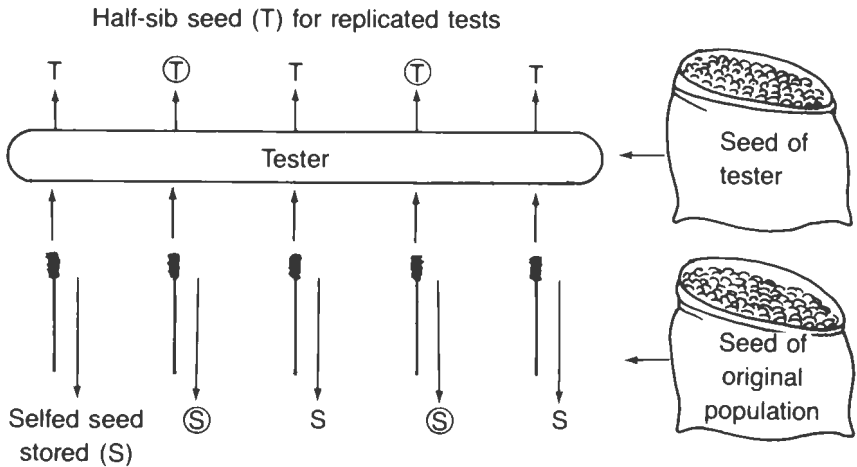 Half-sib seed (T) for replicated tests
T T T T T
Tester
Seed of
tester
Seed of
original
population
Selfed seed
stored (S)
S S S S